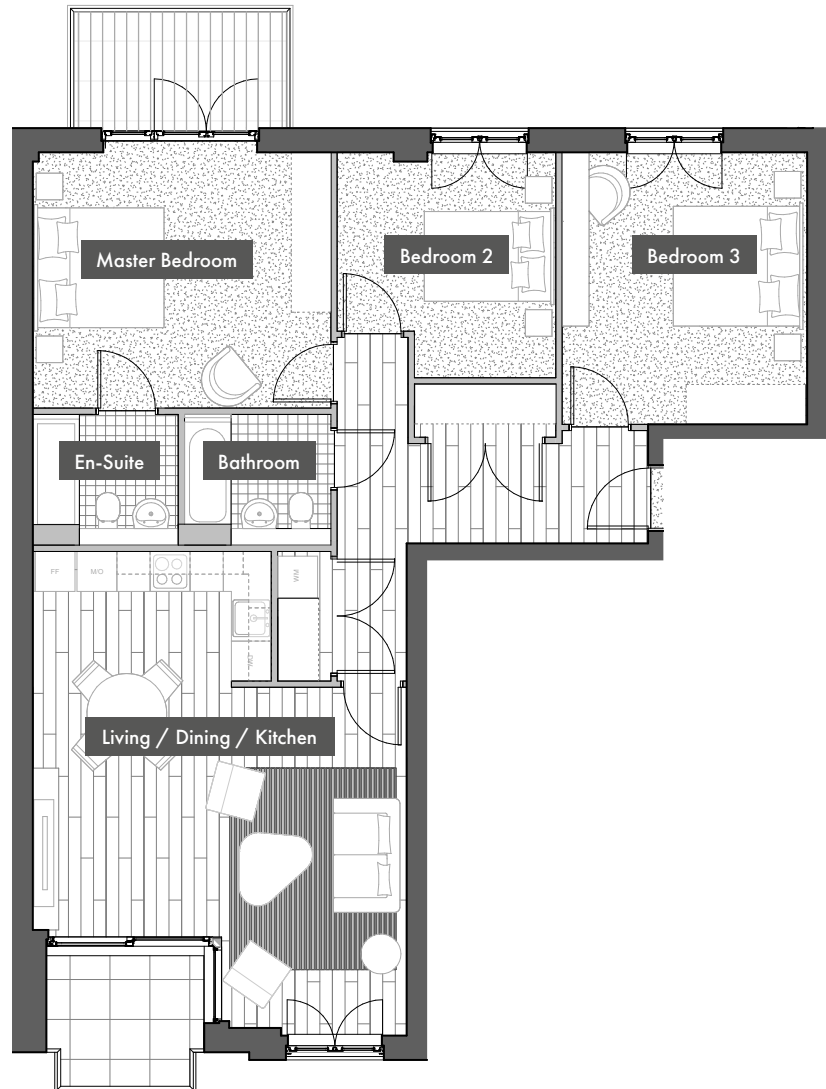 Master Bedroom
Bedroom 2
Bedroom 3
En-Suite
Bathroom
FF
M/O
WM
Living / Dining / Kitchen